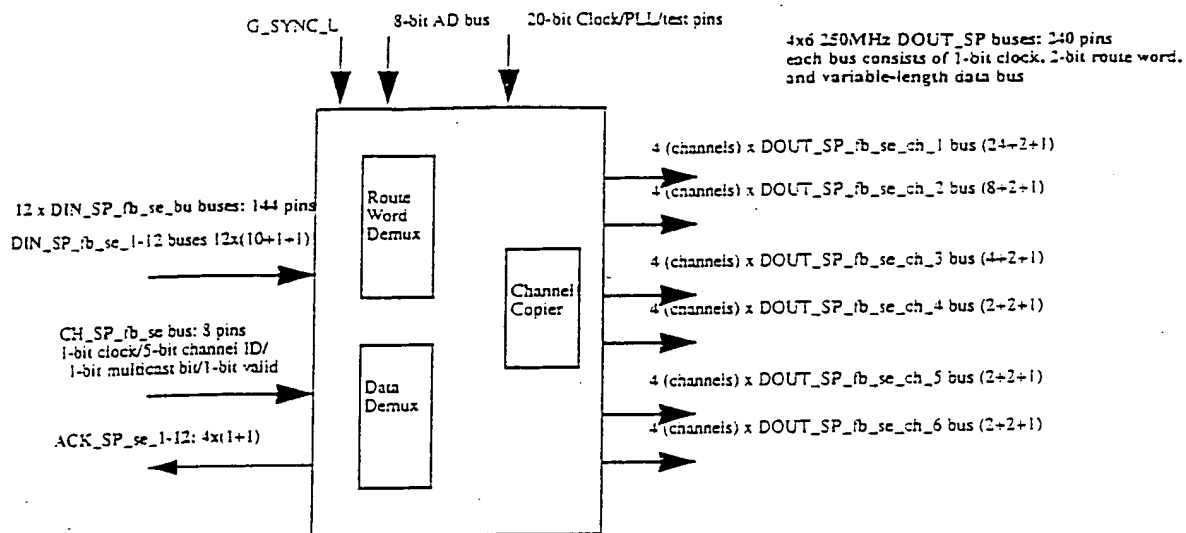 G_SYNC_L
8-bit AD bus
20-bit Clock/PLL/test pins
4x6 250MHz DOUT_SP buses: 240 pins
each bus consists of 1-bit clock, 2-bit route word,
and variable-length data bus
12 x DIN_SP_fb_se_bu buses: 144 pins
DIN_SP_fb_se_1-12 buses 12x(10+1+1)
CH_SP_fb_se bus: 8 pins
1-bit clock/5-bit channel ID/
1-bit multicast bit/1-bit valid
ACK_SP_se_1-12: 4x(1+1)
Route
Word
Demux
Data
Demux
Channel
Copier
4 (channels) x DOUT_SP_fb_se_ch_1 bus (24+2+1)
4 (channels) x DOUT_SP_fb_se_ch_2 bus (8+2+1)
4 (channels) x DOUT_SP_fb_se_ch_3 bus (4+2+1)
4 (channels) x DOUT_SP_fb_se_ch_4 bus (2+2+1)
4 (channels) x DOUT_SP_fb_se_ch_5 bus (2+2+1)
4 (channels) x DOUT_SP_fb_se_ch_6 bus (2+2+1)